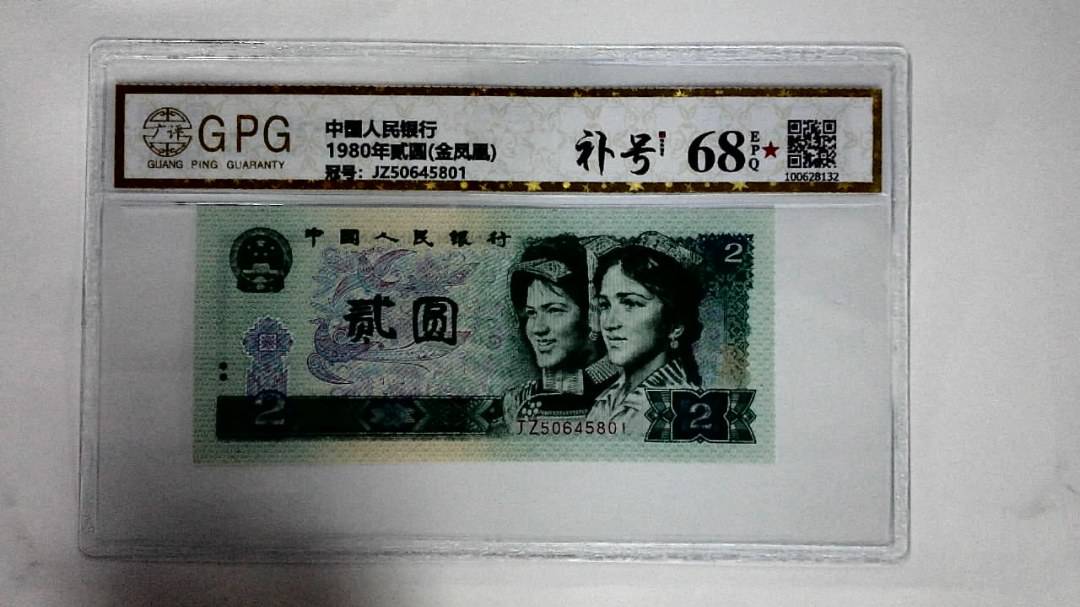 广评
GPG
GUANG PING GUARANTY
中國人民银行
1980年贰圆(金凤凰)
冠号: JZ50645801
补号
68
EPQ
100628132
中國人民银行
2
贰圆
2
JZ50645801
2